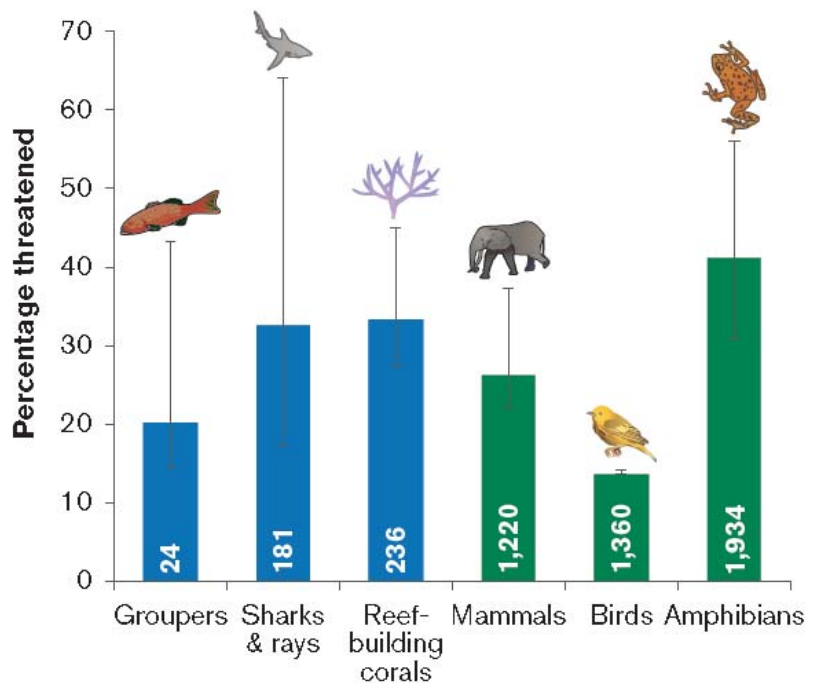 Percentage threatened
70
60
50
40
30
20
10
0
24
181
236
1,220
1,360
1,934
Groupers
Sharks
& rays
Reef-
building
corals
Mammals
Birds
Amphibians